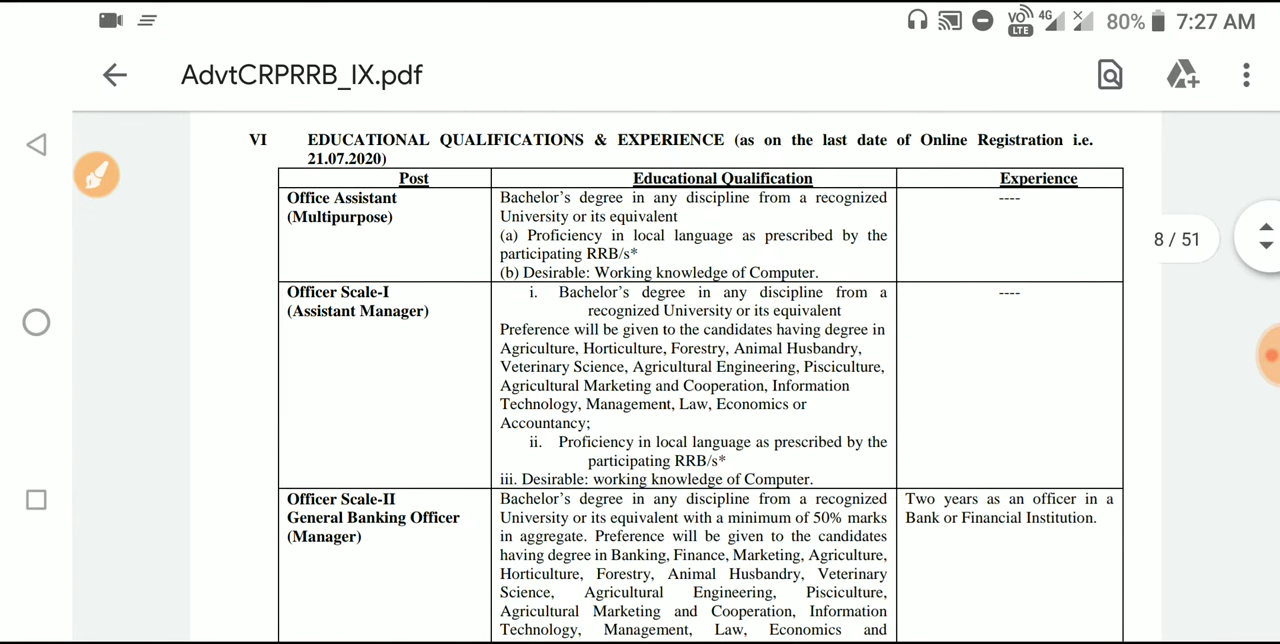 VO LTE 4G 80% 7:27 AM
AdvtCRPRRB_IX.pdf
VI EDUCATIONAL QUALIFICATIONS & EXPERIENCE (as on the last date of Online Registration i.e.
21.07.2020)
Post Educational Qualification Experience
Office Assistant
(Multipurpose)
Bachelor's degree in any discipline from a recognized
University or its equivalent
(a) Proficiency in local language as prescribed by the
participating RRB/s*
(b) Desirable: Working knowledge of Computer.
----
8 / 51
Officer Scale-I
(Assistant Manager)
i. Bachelor's degree in any discipline from a
recognized University or its equivalent
Preference will be given to the candidates having degree in
Agriculture, Horticulture, Forestry, Animal Husbandry,
Veterinary Science, Agricultural Engineering, Pisciculture,
Agricultural Marketing and Cooperation, Information
Technology, Management, Law, Economics or
Accountancy;
ii. Proficiency in local language as prescribed by the
participating RRB/s*
iii. Desirable: working knowledge of Computer.
----
Officer Scale-II
General Banking Officer
(Manager)
Bachelor's degree in any discipline from a recognized
University or its equivalent with a minimum of 50% marks
in aggregate. Preference will be given to the candidates
having degree in Banking, Finance, Marketing, Agriculture,
Horticulture, Forestry, Animal Husbandry, Veterinary
Science, Agricultural Engineering, Pisciculture,
Agricultural Marketing and Cooperation, Information
Technology, Management, Law, Economics and
Two years as an officer in a
Bank or Financial Institution.